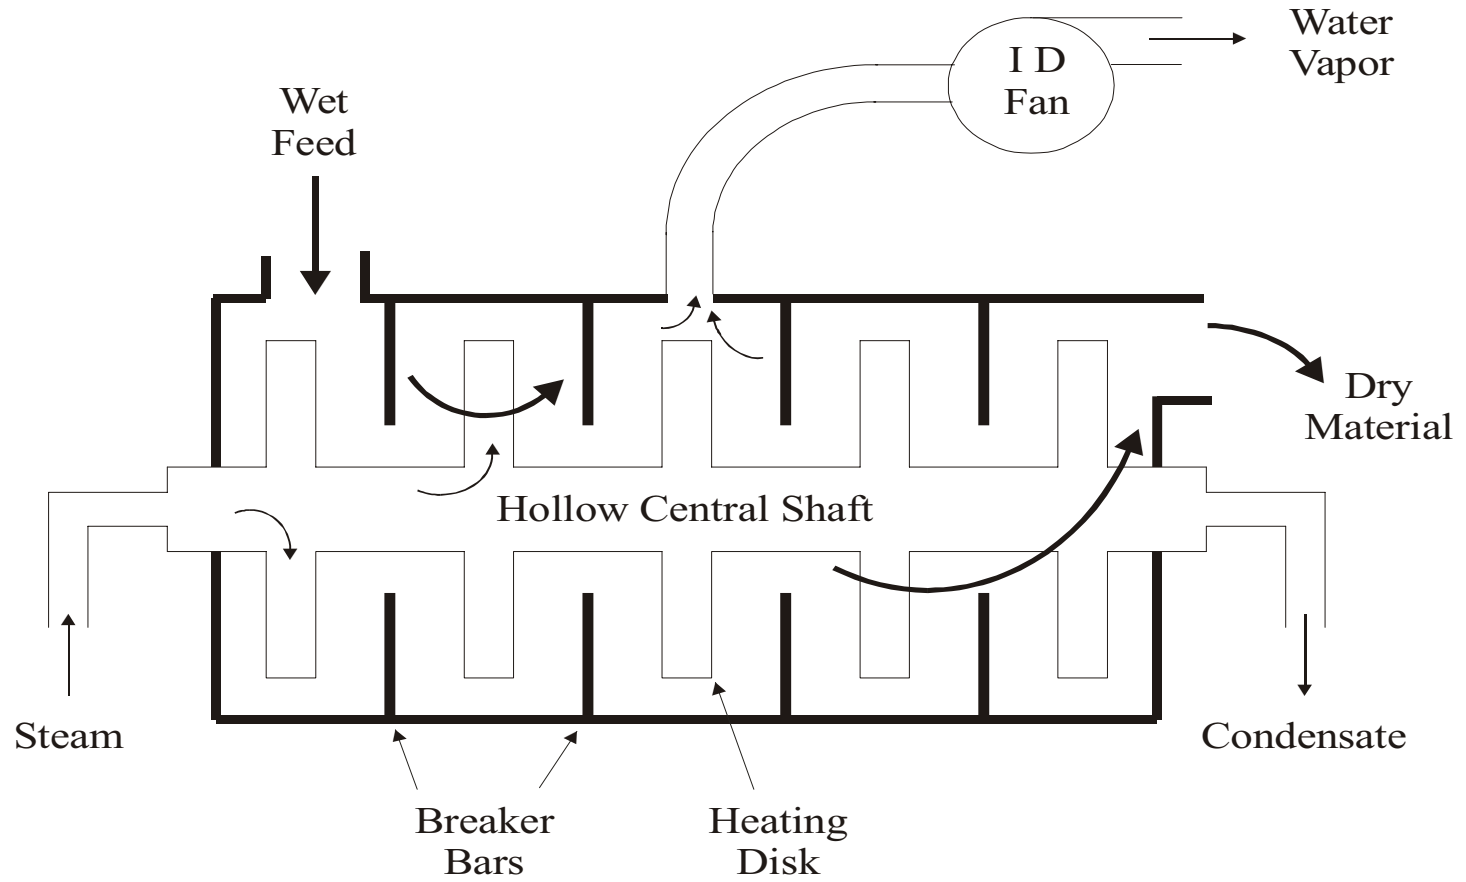 Water
Vapor
I D
Fan
Wet
Feed
Dry
Material
Hollow Central Shaft
Steam
Condensate
Breaker
Bars
Heating
Disk